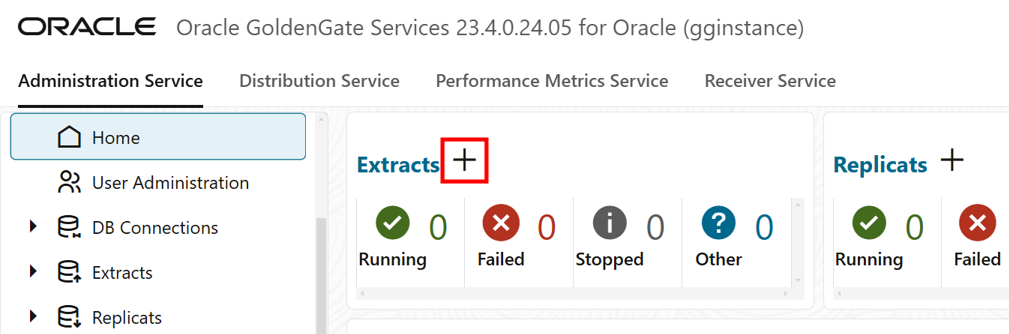 ORACLE Oracle GoldenGate Services 23.4.0.24.05 for Oracle (gginstance)
Administration Service Distribution Service Performance Metrics Service Receiver Service
Home
User Administration
DB Connections
Extracts
Replicats
Extracts +
0 0 0 0
Running Failed Stopped Other
Replicats +
0
Running Failed